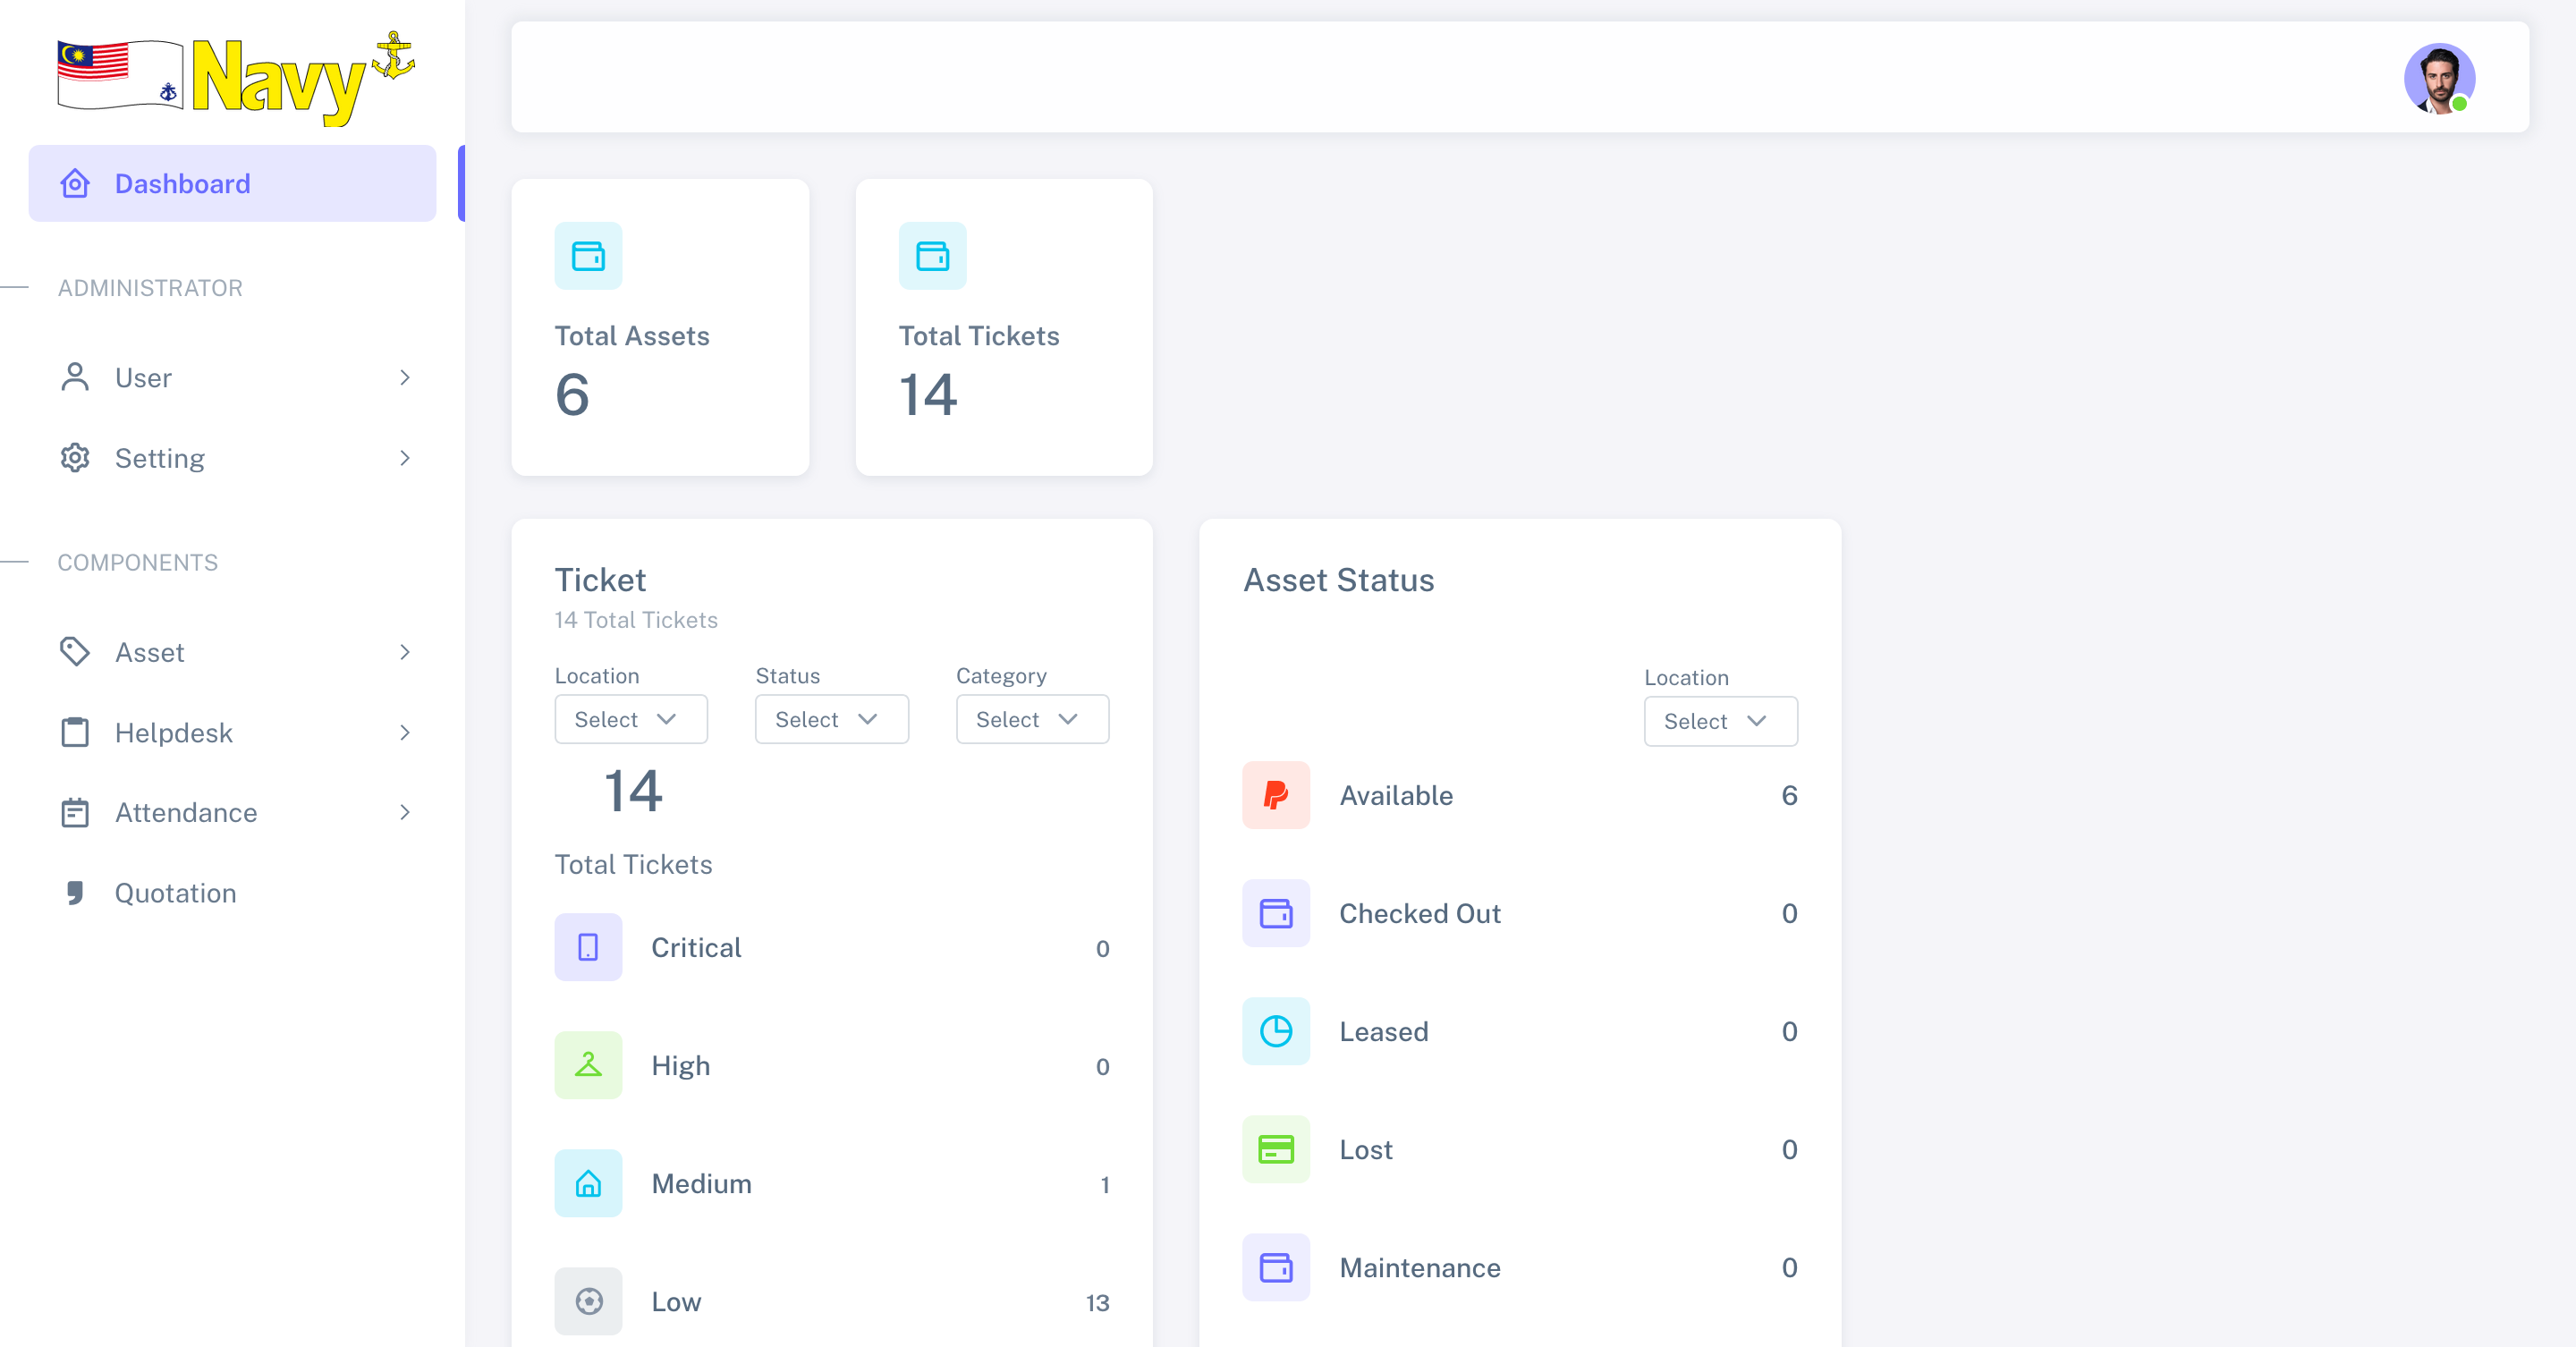 Navy
Dashboard
ADMINISTRATOR
User
Setting
COMPONENTS
Asset
Helpdesk
Attendance
Quotation
Total Assets
6
Total Tickets
14
Ticket
14 Total Tickets
Location
Status
Category
Select
Select
Select
14
Total Tickets
Critical
0
High
0
Medium
1
Low
13
Asset Status
Location
Select
Available
6
Checked Out
0
Leased
0
Lost
0
Maintenance
0